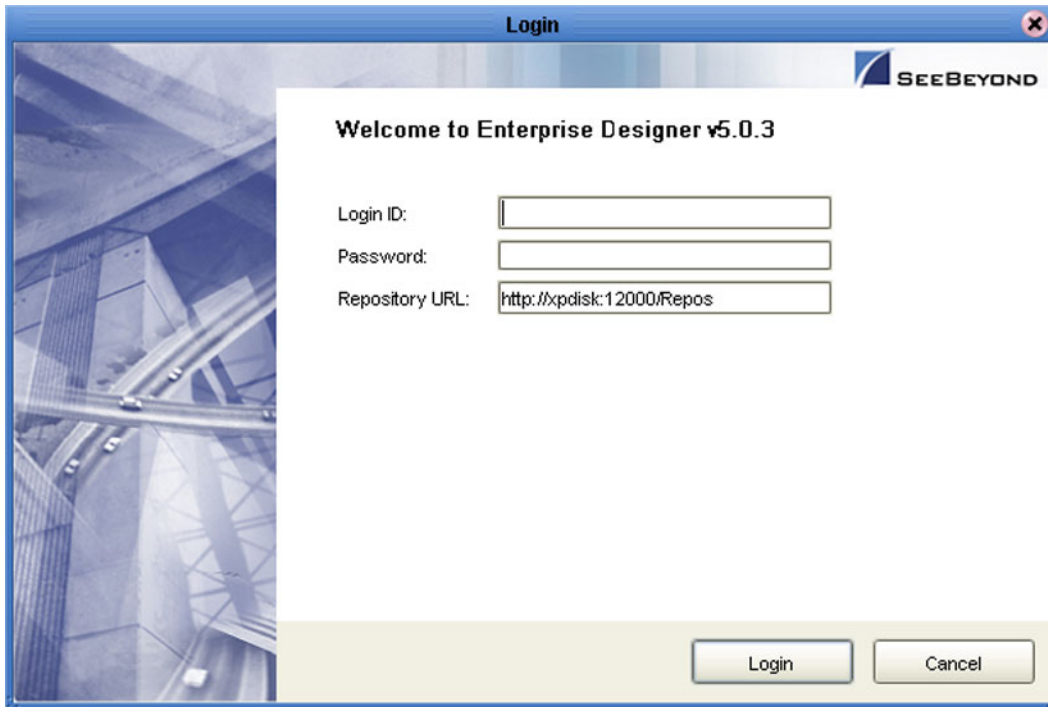 Login
SEEBEYOND
Welcome to Enterprise Designer v5.0.3
Login ID:
Password:
Repository URL: http://xpdisk:12000/Repos
Login Cancel